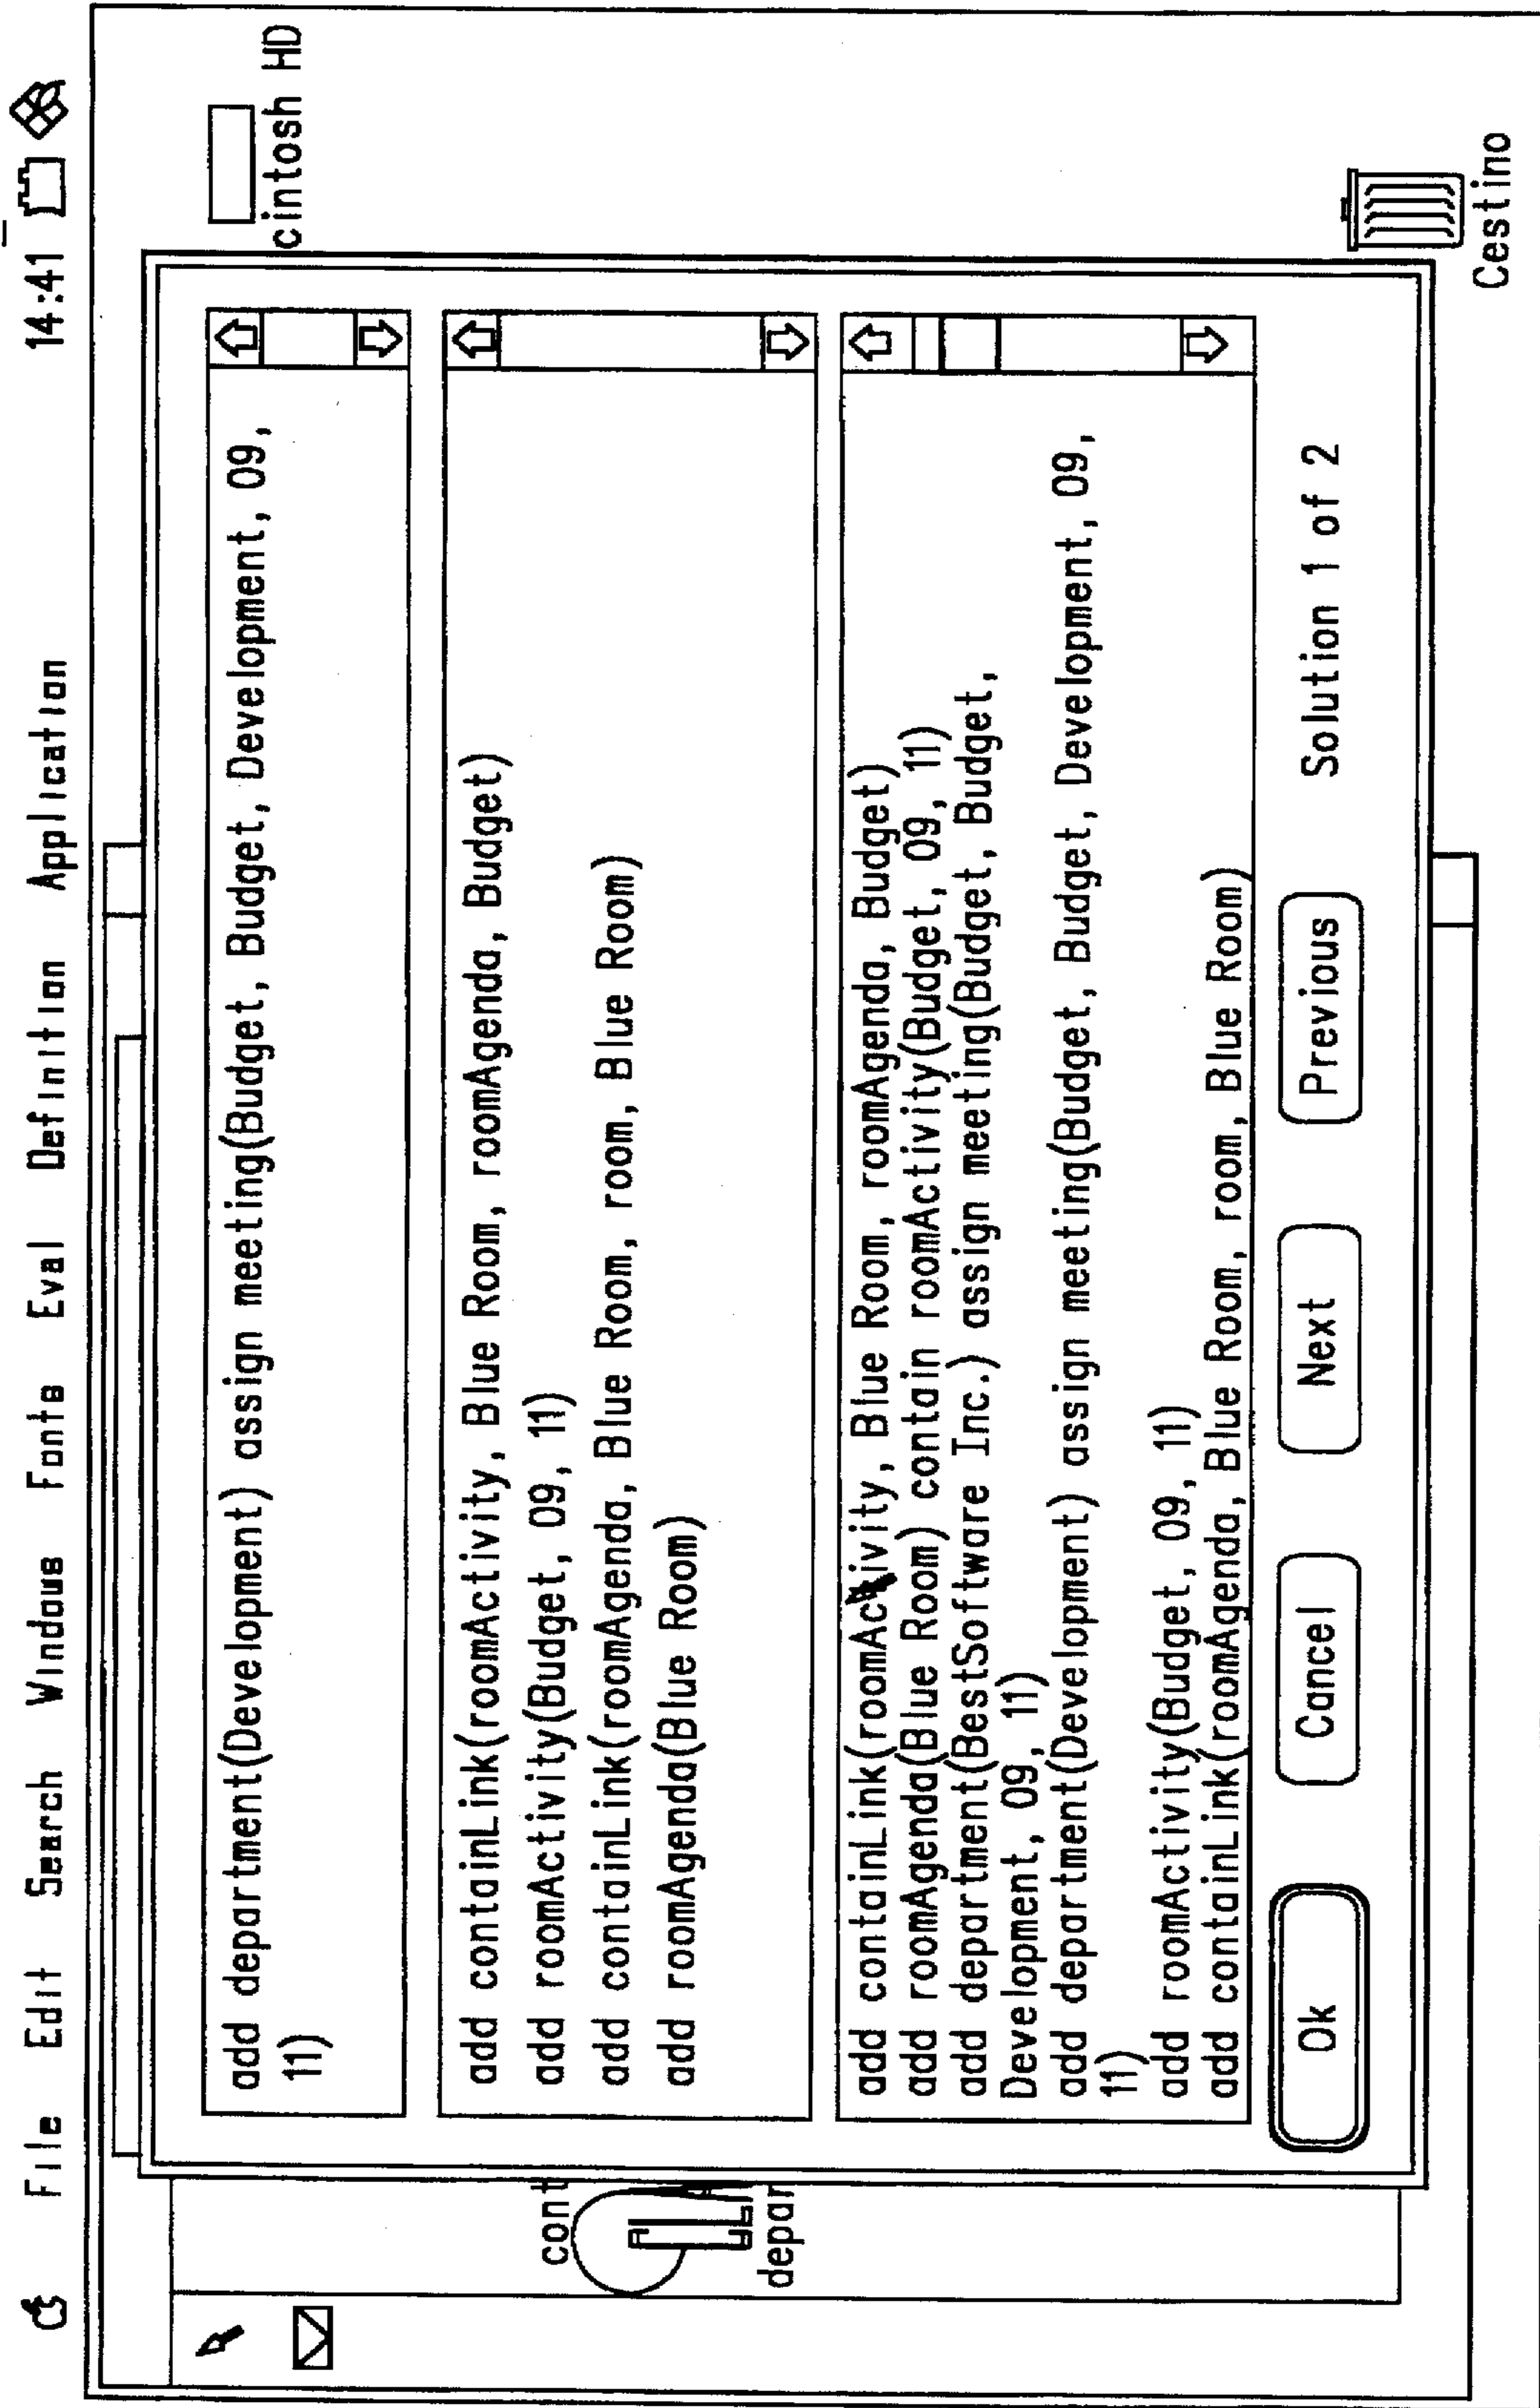 File Edit Search Windows Fonts Eval Definition Application 14:41
cintosh HD
add department(Development) assign meeting(Budget, Budget, Development, 09,
11)
add containLink(roomActivity, Blue Room, roomAgenda, Budget)
add roomActivity(Budget, 09, 11)
add containLink(roomAgenda, Blue Room, room, Blue Room)
add roomAgenda(Blue Room)
cont
depar
add containLink(roomActivity, Blue Room, roomAgenda, Budget)
add roomAgenda(Blue Room) contain roomActivity(Budget, 09, 11)
add department(BestSoftware Inc.) assign meeting(Budget, Budget,
Development, 09, 11)
add department(Development) assign meeting(Budget, Budget, Development, 09,
11)
add roomActivity(Budget, 09, 11)
add containLink(roomAgenda, Blue Room, room, Blue Room)
Ok Cancel Next Previous Solution 1 of 2
Cestino